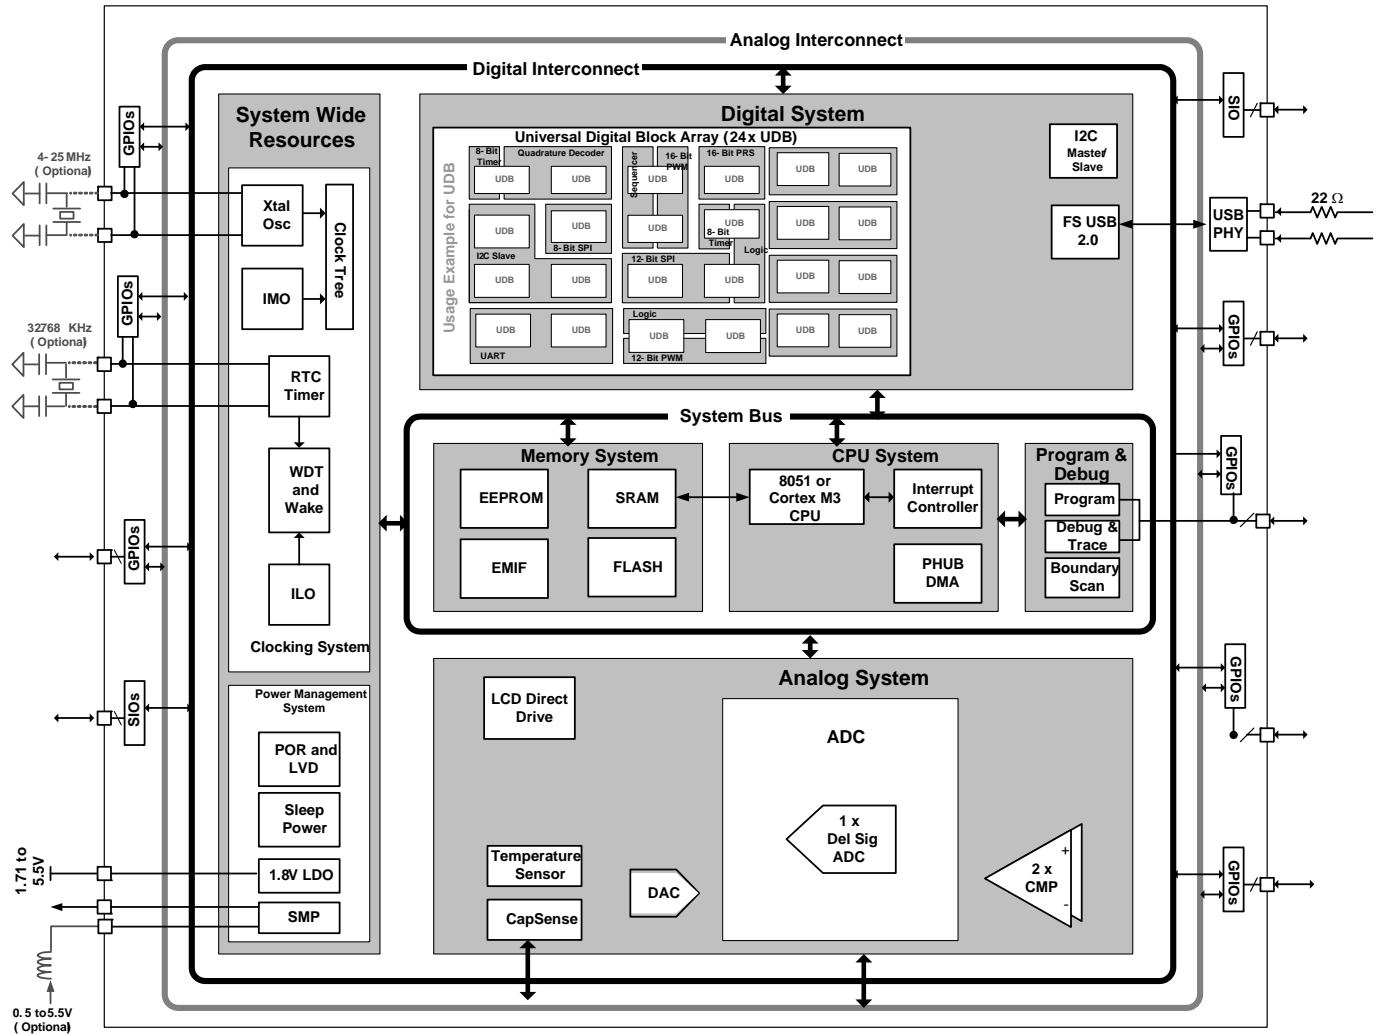 Analog Interconnect
Digital Interconnect
System Wide
Resources
Digital System
Universal Digital Block Array (24x UDB)
Usage Example for UDB
8- Bit
Timer
Quadrature Decoder
Sequencer
16- Bit
PWM
16- Bit PRS
UDB
UDB
UDB
UDB
UDB
UDB
UDB
UDB
UDB
8- Bit SPI
I2C Slave
UDB
UDB
8- Bit
Timer
Logic
UDB
UDB
12- Bit SPI
UDB
UDB
UDB
UDB
UDB
UDB
Logic
UDB
UDB
UDB
UDB
UDB
UDB
UART
12- Bit PWM
I2C
Master/
Slave
FS USB
2.0
SIO
USB
PHY
22 Ω
GPIOs
4- 25 MHz
( Optional)
Xtal
Osc
IMO
Clock Tree
GPIOs
32768 KHz
( Optional)
RTC
Timer
WDT
and
Wake
ILO
Clocking System
GPIOs
SIOs
Power Management
System
POR and
LVD
Sleep
Power
1.8V LDO
SMP
1.71 to
5.5V
0. 5 to5.5V
( Optional)
System Bus
Memory System
EEPROM
SRAM
EMIF
FLASH
CPU System
8051 or
Cortex M3
CPU
Interrupt
Controller
PHUB
DMA
Program &
Debug
Program
Debug &
Trace
Boundary
Scan
Analog System
LCD Direct
Drive
ADC
1 x
Del Sig
ADC
Temperature
Sensor
CapSense
DAC
2 x
CMP
+
-
GPIOs
GPIOs
GPIOs
GPIOs